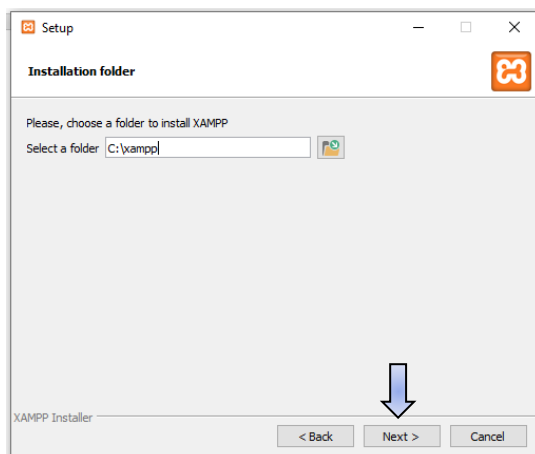 Setup
Installation folder
Please, choose a folder to install XAMPP
Select a folder C:\xampp
XAMPP Installer
< Back Next > Cancel